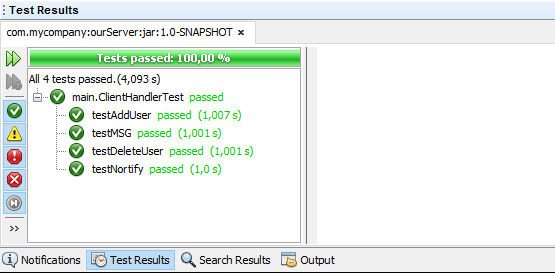 Test Results
com.mycompany:ourServer:jar:1.0-SNAPSHOT
Tests passed: 100,00 %
All 4 tests passed.(4,093 s)
main.ClientHandlerTest passed
testAddUser passed (1,007 s)
testMSG passed (1,001 s)
testDeleteUser passed (1,001 s)
testNortify passed (1,0 s)
>>
Notifications Test Results Search Results Output